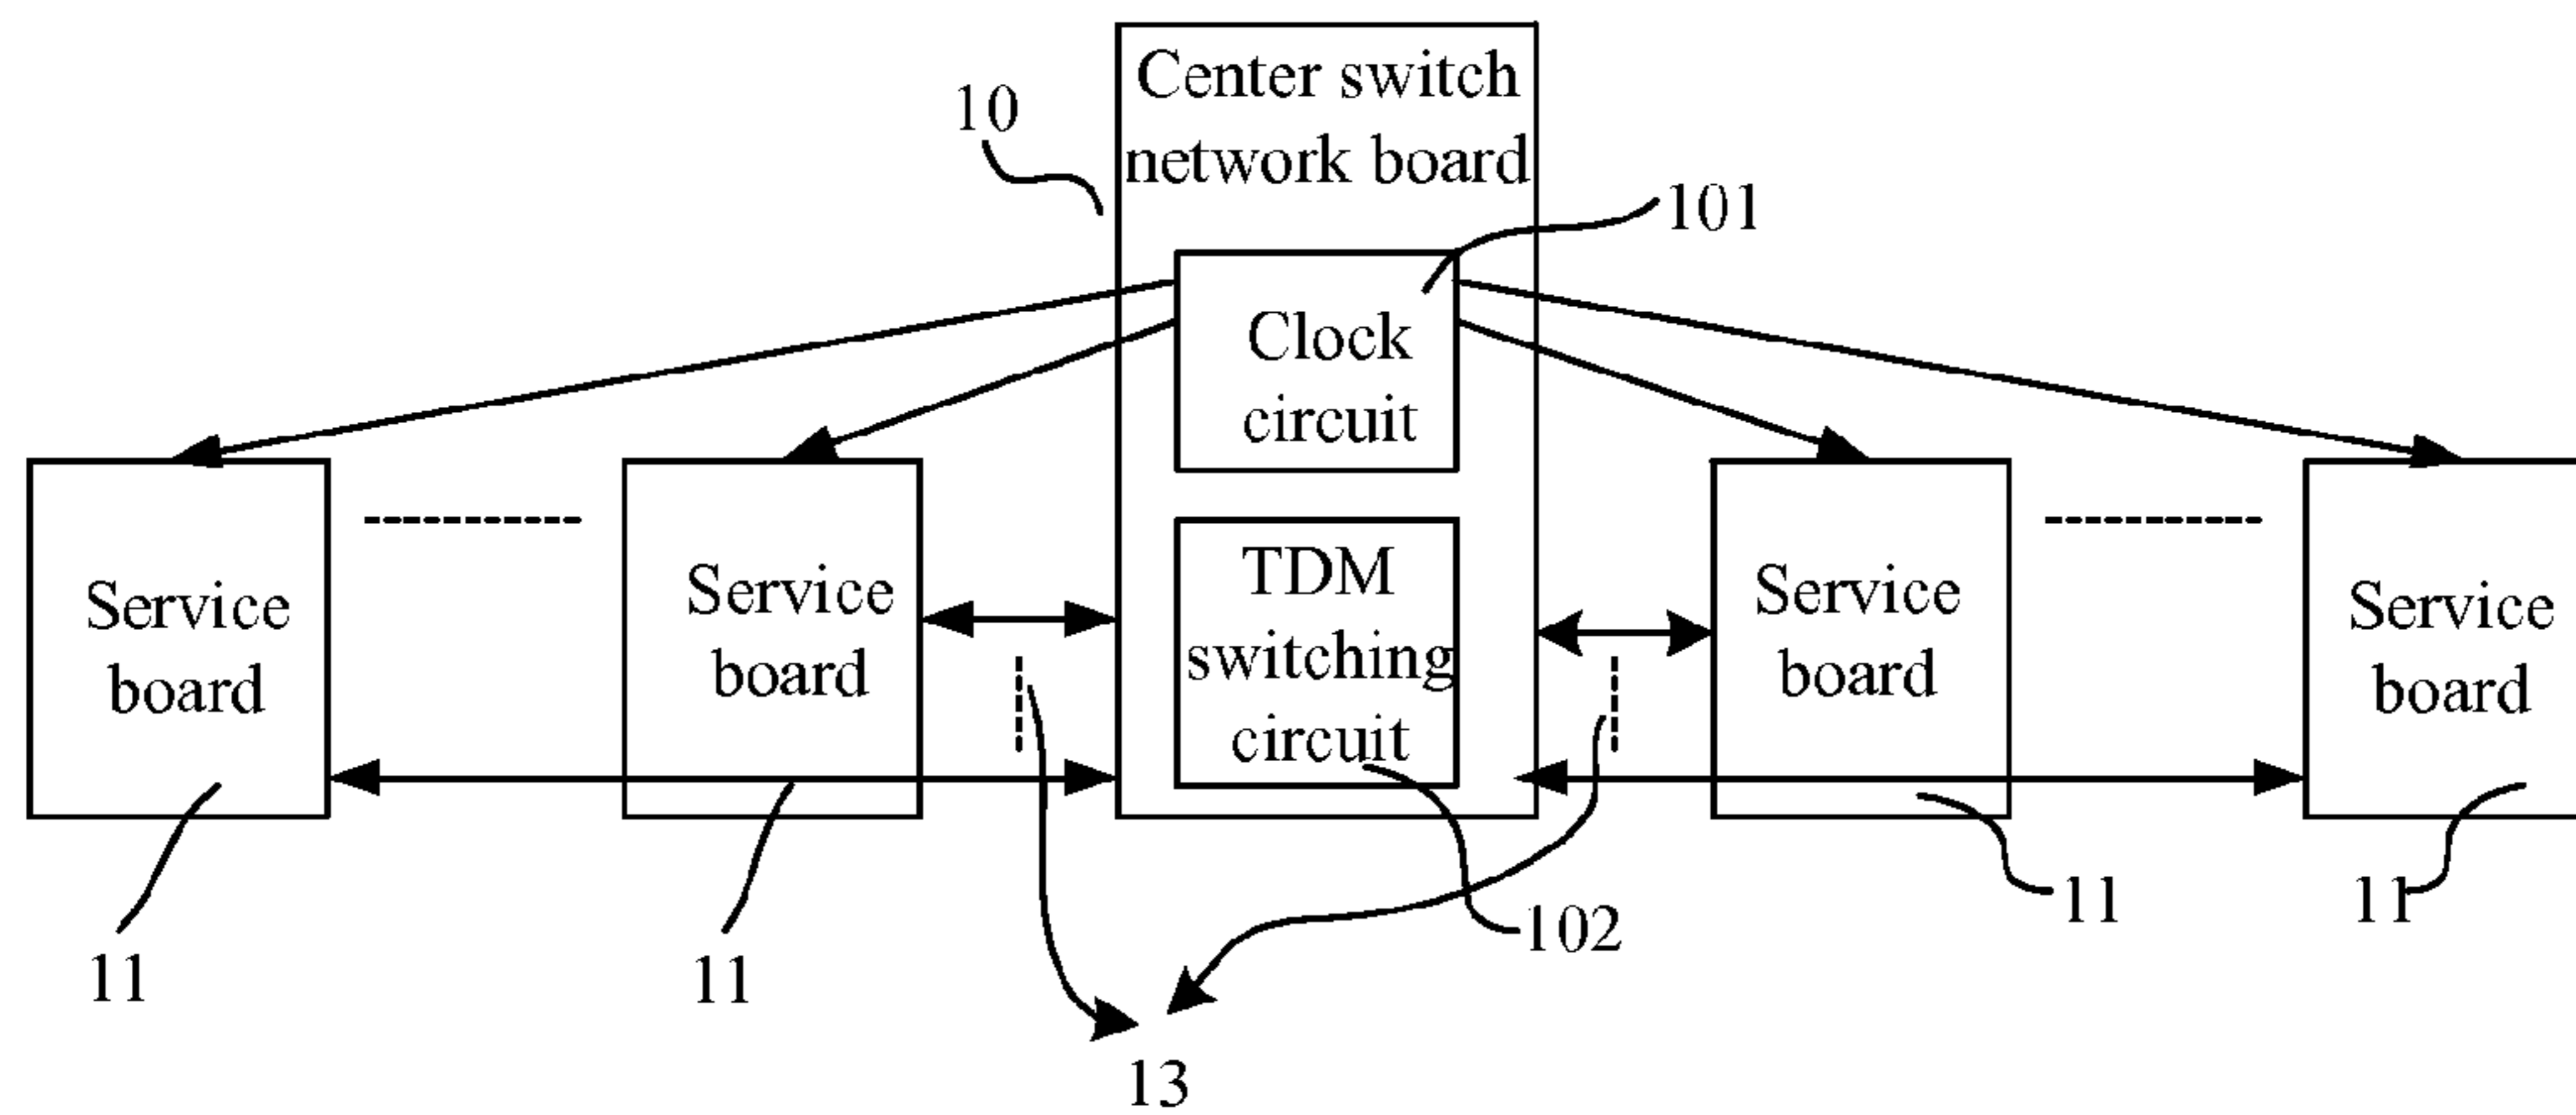 Center switch
network board
10
101
Clock
circuit
TDM
switching
circuit
Service
board
Service
board
Service
board
Service
board
11
11
102
11
11
13